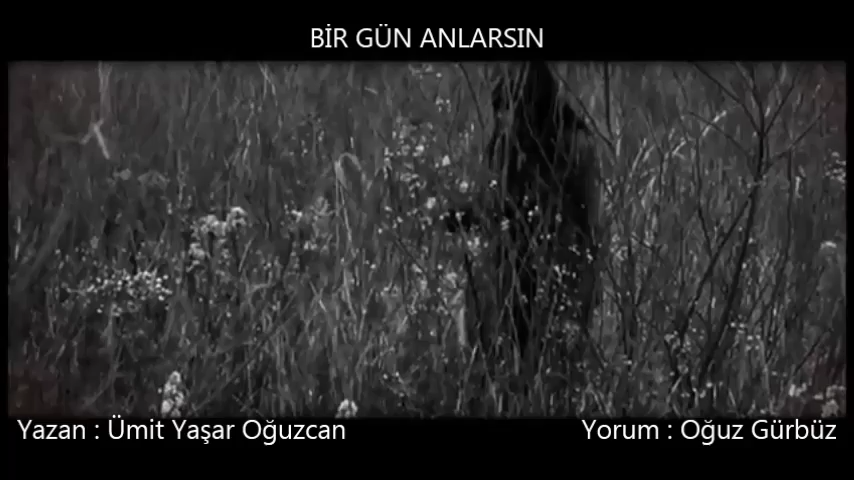 BİR GÜN ANLARSIN
Yazan : Ümit Yaşar Oğuzcan
Yorum : Oğuz Gürbüz